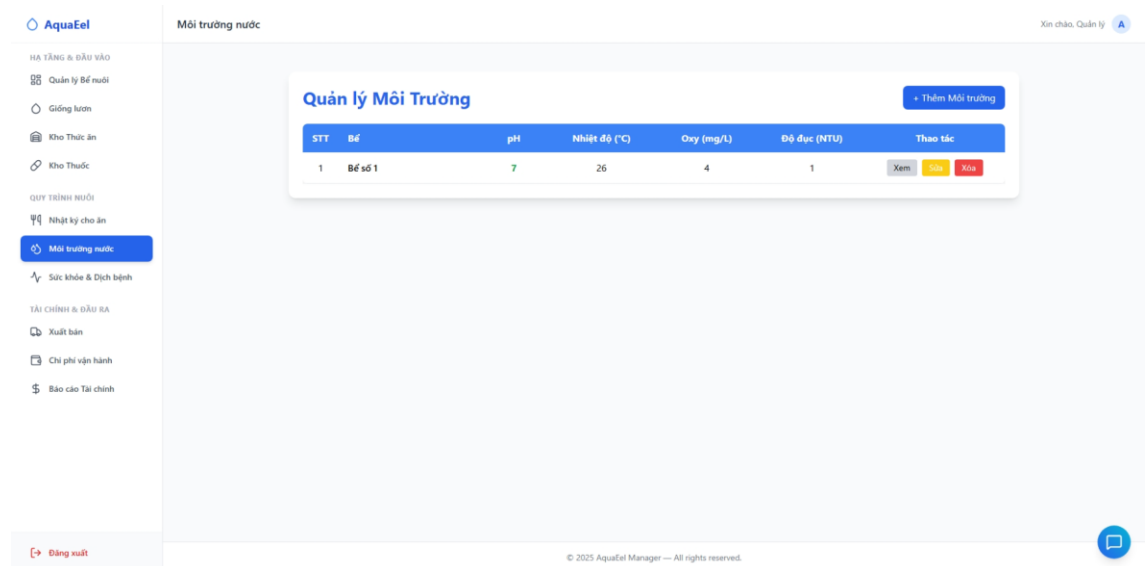 AquaEel
HẠ TẦNG & ĐẦU VÀO
Quản lý Bể nuôi
Giống lươn
Kho Thức ăn
Kho Thuốc
QUY TRÌNH NUÔI
Nhật ký cho ăn
Môi trường nước
Sức khỏe & Dịch bệnh
TÀI CHÍNH & ĐẦU RA
Xuất bán
Chi phí vận hành
Báo cáo Tài chính
Đăng xuất
Môi trường nước
Xin chào, Quản lý A
Quản lý Môi Trường
+ Thêm Môi trường
STT Bể pH Nhiệt độ (°C) Oxy (mg/L) Độ đục (NTU) Thao tác
1 Bể số 1 7 26 4 1 Xem Sửa Xóa
© 2025 AquaEel Manager — All rights reserved.